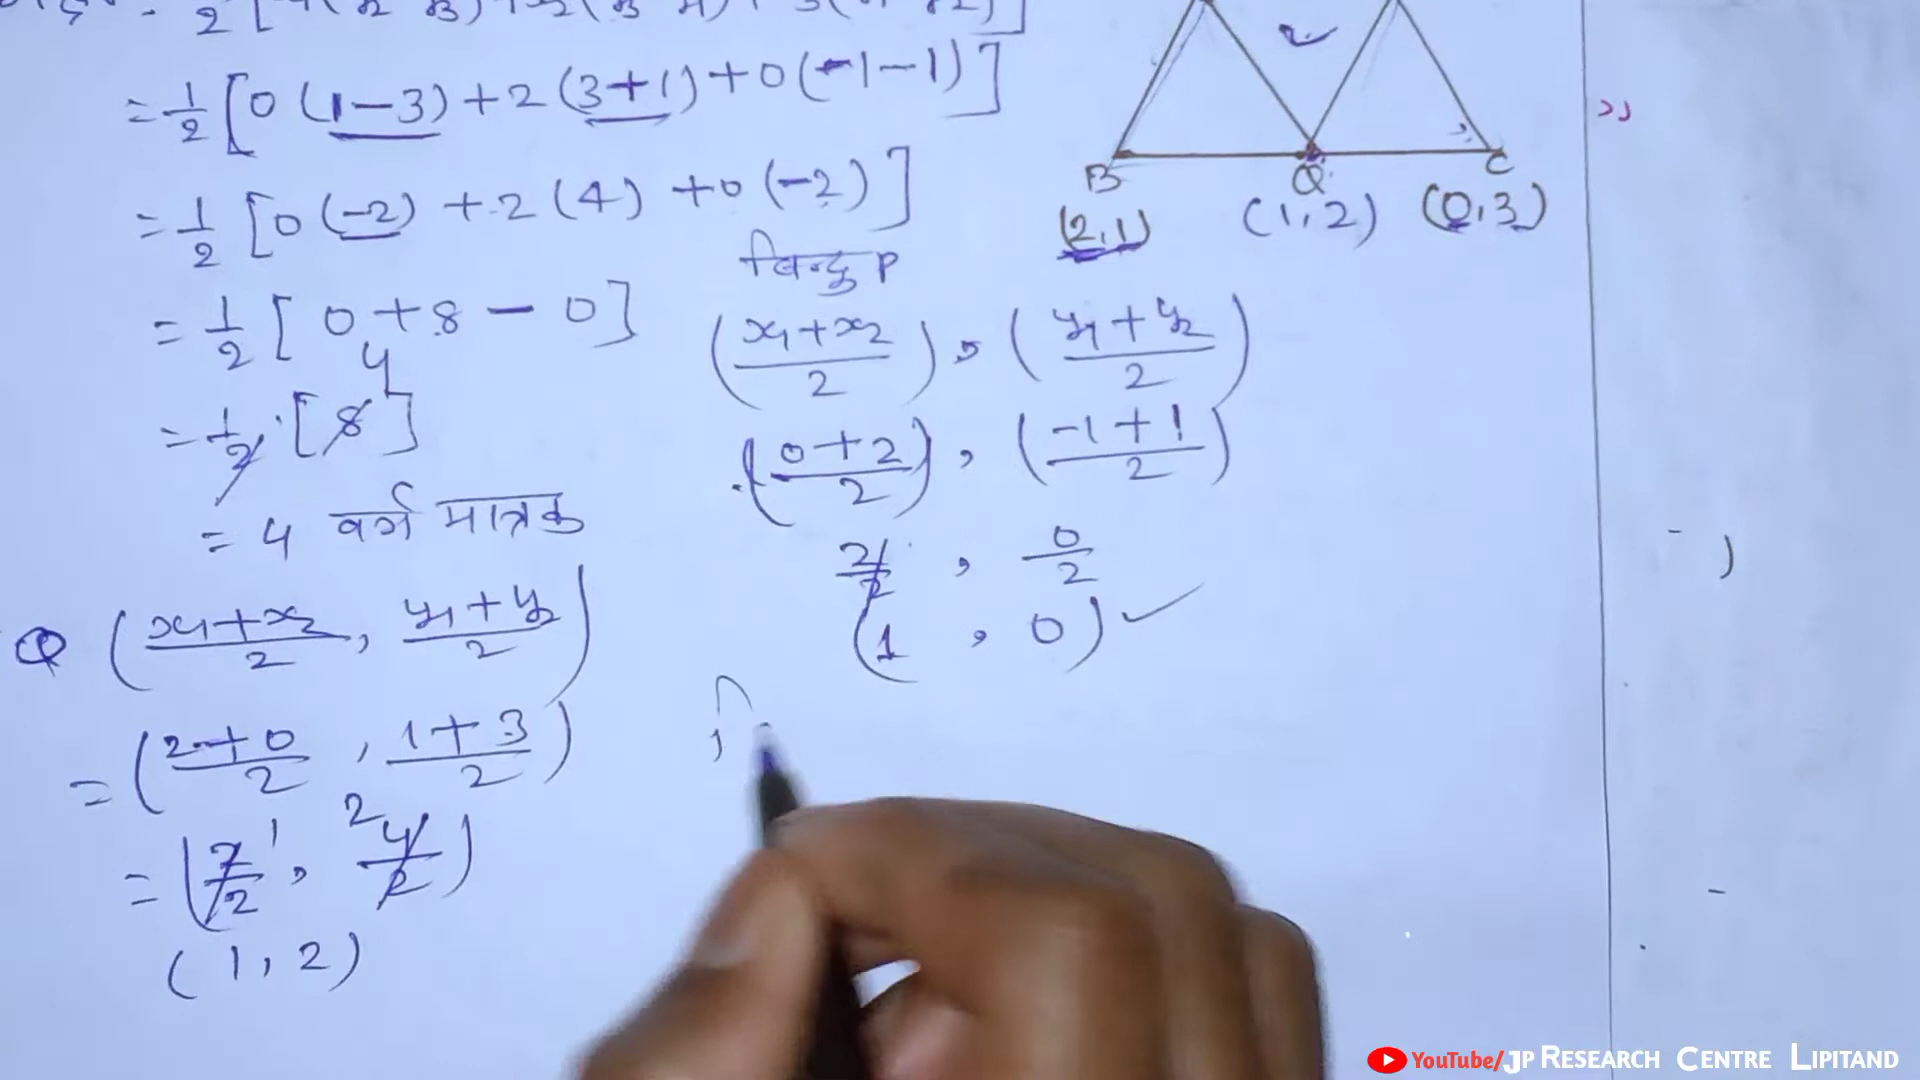 = 1/2 [0 (1-3) + 2 (3+1) + 0 (-1-1)]
= 1/2 [0 (-2) + 2 (4) + 0 (-2)]
= 1/2 [0 + 8 - 0]
4
= 1/2 [8]
= 4 वर्ग मात्रक
Q (x1+x2/2, y1+y2/2)
= (2+0/2, 1+3/2)
= (2/2 1, 2 4/2)
(1, 2)
बिन्दु P
(x1+x2/2), (y1+y2/2)
(0+2/2), (-1+1/2)
2/2, 0/2
(1, 0) ✓
B Q C
(2,1) (1,2) (0,3)
YouTube/JP Research Centre Lipitand